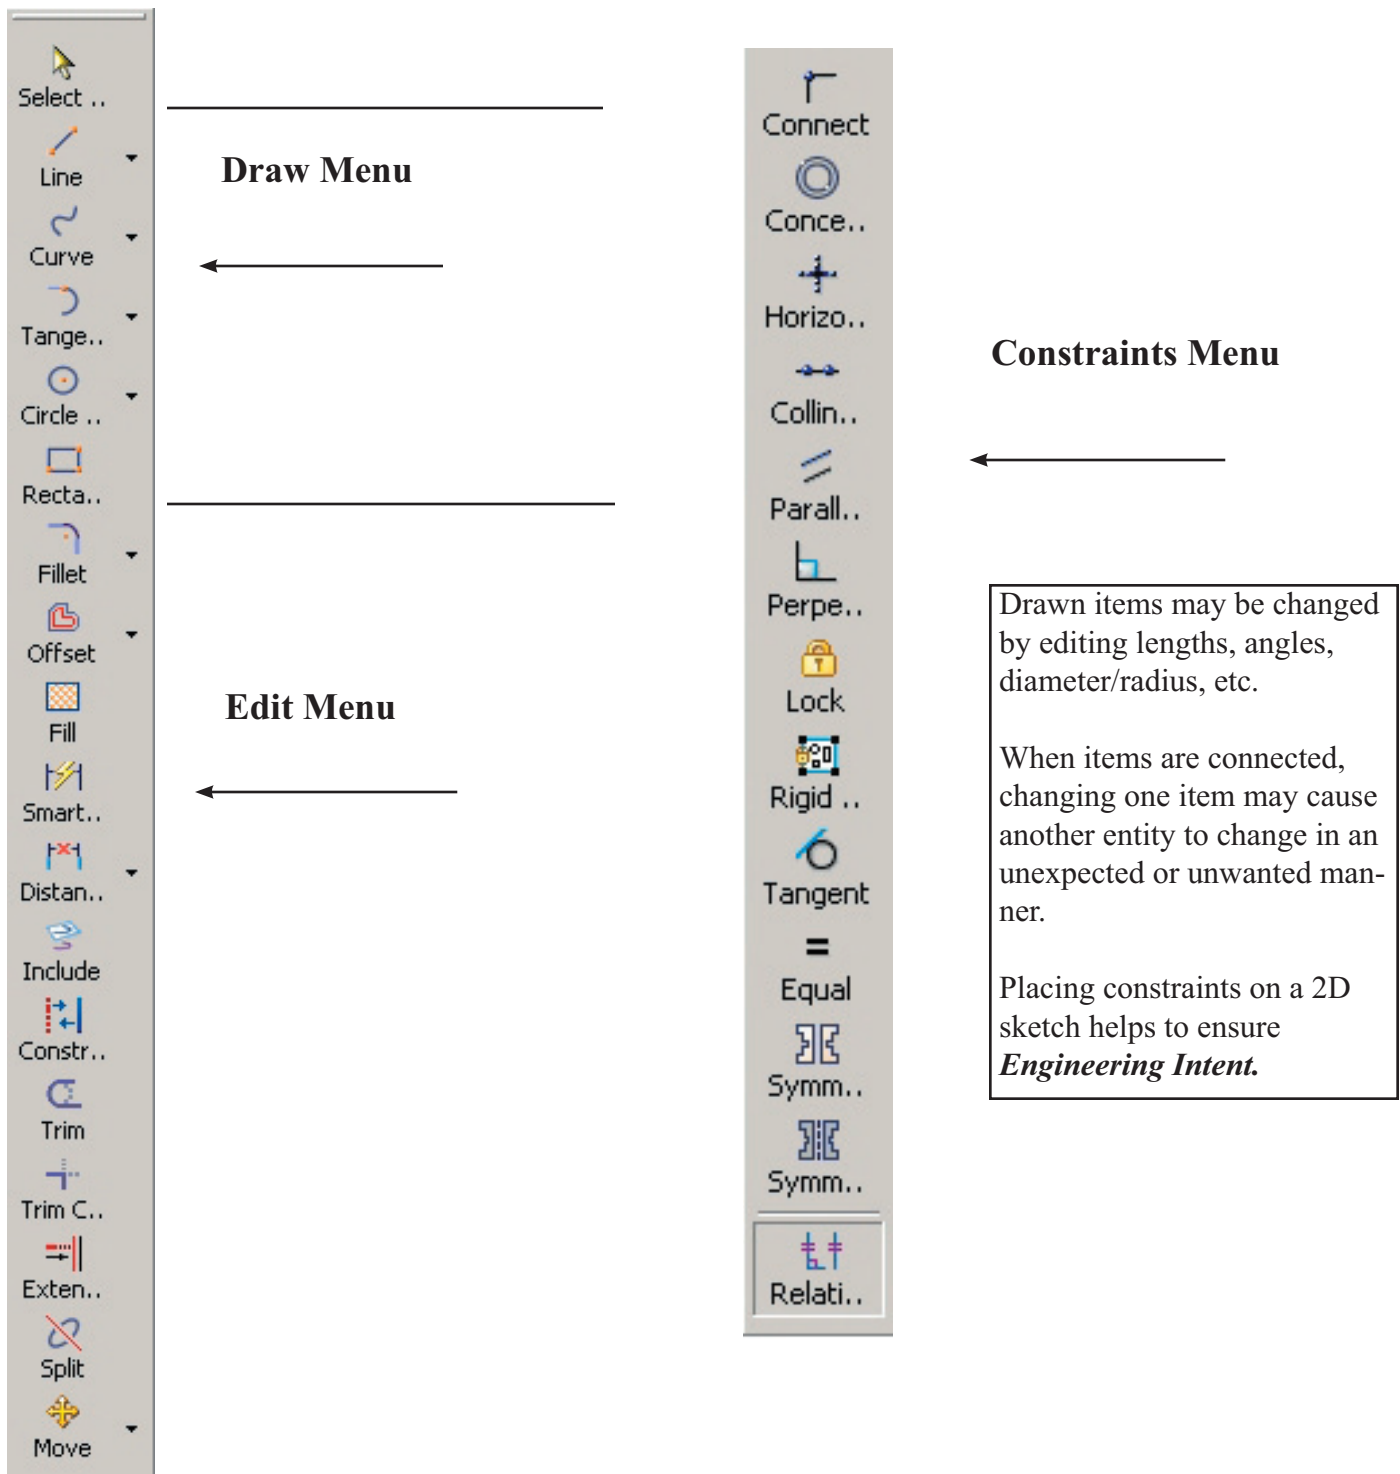 Select ..
Line
Curve
Tange..
Circle ..
Recta..
Fillet
Offset
Fill
Smart..
Distan..
Include
Constr..
Trim
Trim C..
Exten..
Split
Move
Draw Menu
Edit Menu
Connect
Conce..
Horizo..
Collin..
Parall..
Perpe..
Lock
Rigid ..
Tangent
Equal
Symm..
Symm..
Relati..
Constraints Menu
Drawn items may be changed
by editing lengths, angles,
diameter/radius, etc.
When items are connected,
changing one item may cause
another entity to change in an
unexpected or unwanted man-
ner.
Placing constraints on a 2D
sketch helps to ensure
Engineering Intent.